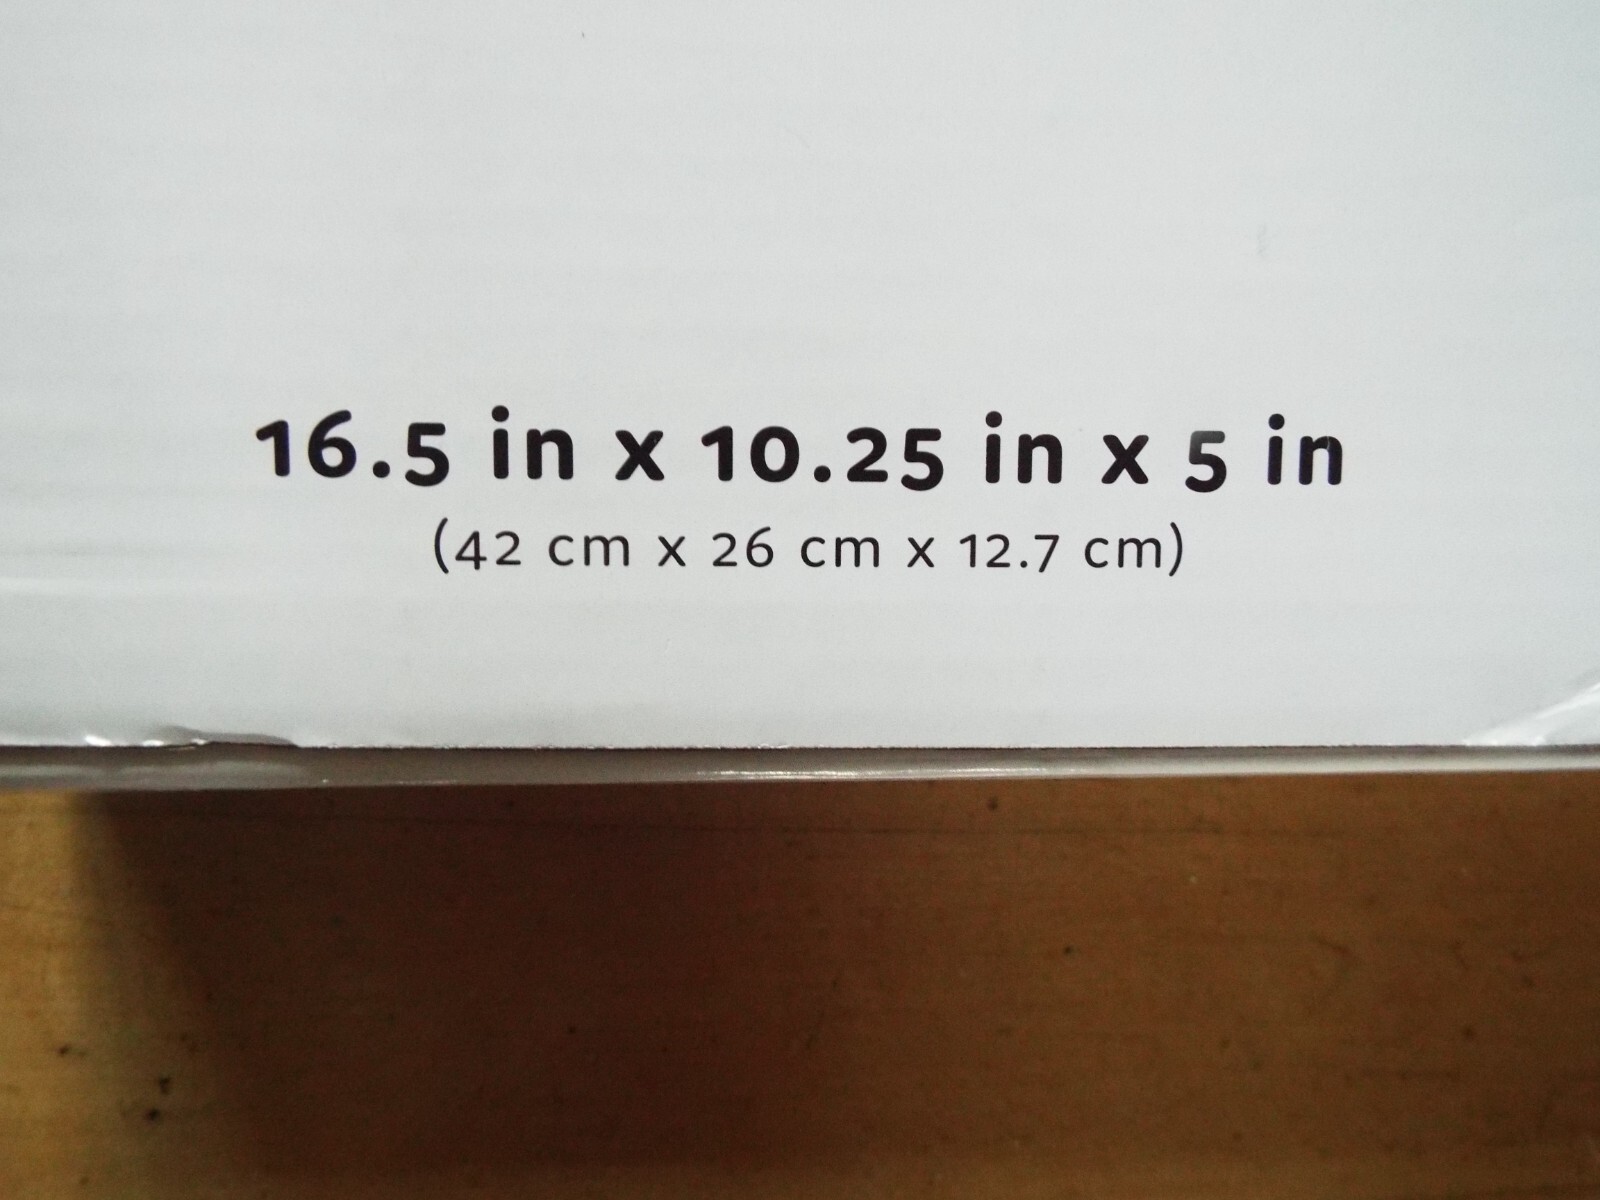 16.5 in x 10.25 in x 5 in
(42 cm x 26 cm x 12.7 cm)